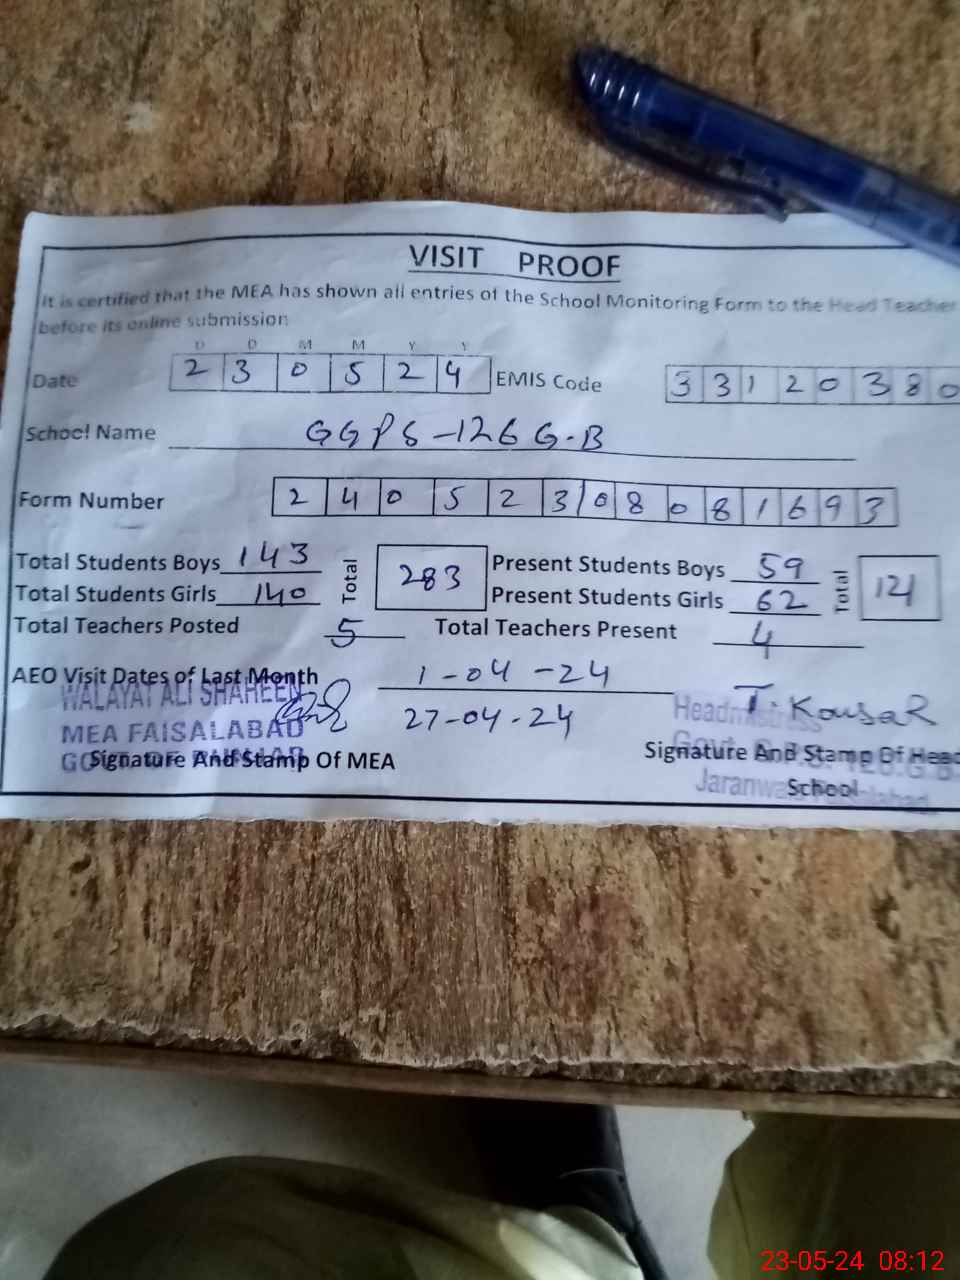 VISIT PROOF
It is certified that the MEA has shown all entries of the School Monitoring Form to the Head Teacher
before its online submission
D D M M Y Y
Date 2 3 0 5 2 4 EMIS Code 3 3 1 2 0 3 8 0
School Name GGPS-126 G.B
Form Number 2 4 0 5 2 3 0 8 0 8 1 6 9 3
Total Students Boys 143 Total 283 Present Students Boys 59 Total 121
Total Students Girls 140 Present Students Girls 62
Total Teachers Posted 5 Total Teachers Present 4
AEO Visit Dates of Last Month 1-04-24
WALAYAT ALI SHAHEEN
27-04-24
T. KousaR
Headmistress
MEA FAISALABAD
Signature And Stamp Of MEA
Signature And Stamp Of Head
School
Jaranwala
23-05-24 08:12